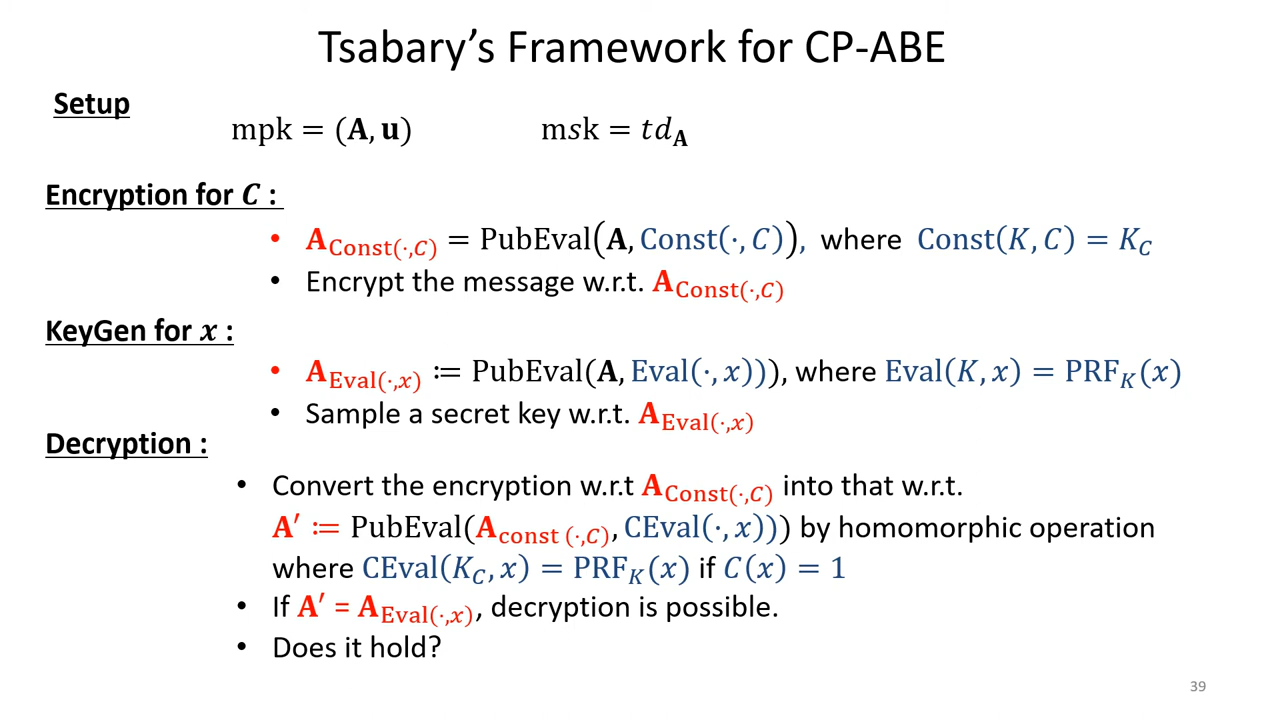 Tsabary's Framework for CP-ABE
Setup
mpk = (A, u) msk = td_A
Encryption for C :
• A_Const(·,C) = PubEval(A, Const(·, C)), where Const(K, C) = K_C
• Encrypt the message w.r.t. A_Const(·,C)
KeyGen for x :
• A_Eval(·,x) ≔ PubEval(A, Eval(·, x))), where Eval(K, x) = PRF_K(x)
• Sample a secret key w.r.t. A_Eval(·,x)
Decryption :
• Convert the encryption w.r.t A_Const(·,C) into that w.r.t.
A′ ≔ PubEval(A_const (·,C), CEval(·, x))) by homomorphic operation
where CEval(K_C, x) = PRF_K(x) if C(x) = 1
• If A′ = A_Eval(·,x), decryption is possible.
• Does it hold?
39